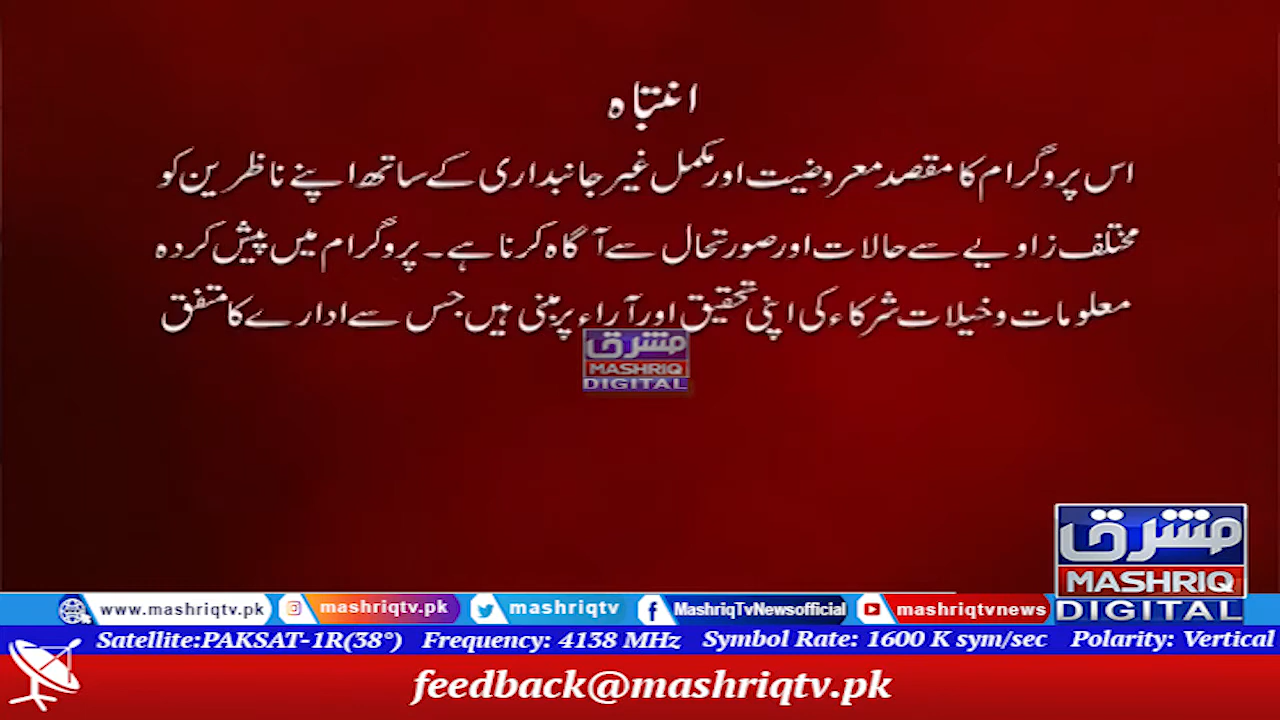 انتباہ
اس پروگرام کا مقصد معروضیت اور مکمل غیر جانبداری کے ساتھ اپنے ناظرین کو
مختلف زاویے سے حالات اور صورتحال سے آگاہ کرنا ہے۔ پروگرام میں پیش کردہ
معلومات و خیلات شرکاء کی اپنی تحقیق اور آراء پر مبنی ہیں جس سے ادارے کا متفق
مشرق
MASHRIQ
DIGITAL
مشرق
MASHRIQ
DIGITAL
www.mashriqtv.pk mashriqtv.pk mashriqtv MashriqTvNewsofficial mashriqtvnews
Satellite:PAKSAT-1R(38°) Frequency: 4138 MHz Symbol Rate: 1600 K sym/sec Polarity: Vertical
feedback@mashriqtv.pk